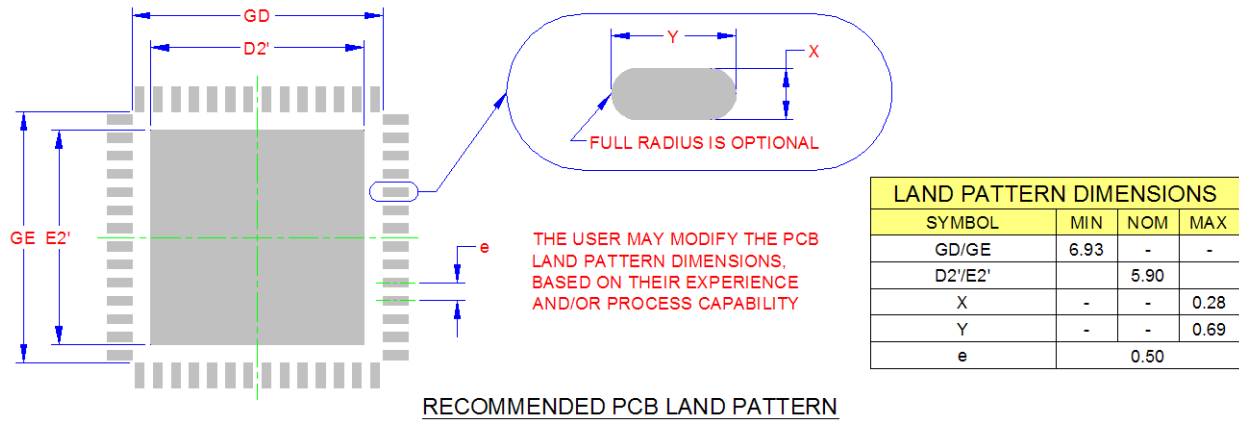 GD
D2'
Y
X
FULL RADIUS IS OPTIONAL
GE E2'
e
THE USER MAY MODIFY THE PCB
LAND PATTERN DIMENSIONS,
BASED ON THEIR EXPERIENCE
AND/OR PROCESS CAPABILITY
LAND PATTERN DIMENSIONS
SYMBOL MIN NOM MAX
GD/GE 6.93 - -
D2'/E2' 5.90
X - - 0.28
Y - - 0.69
e 0.50
RECOMMENDED PCB LAND PATTERN